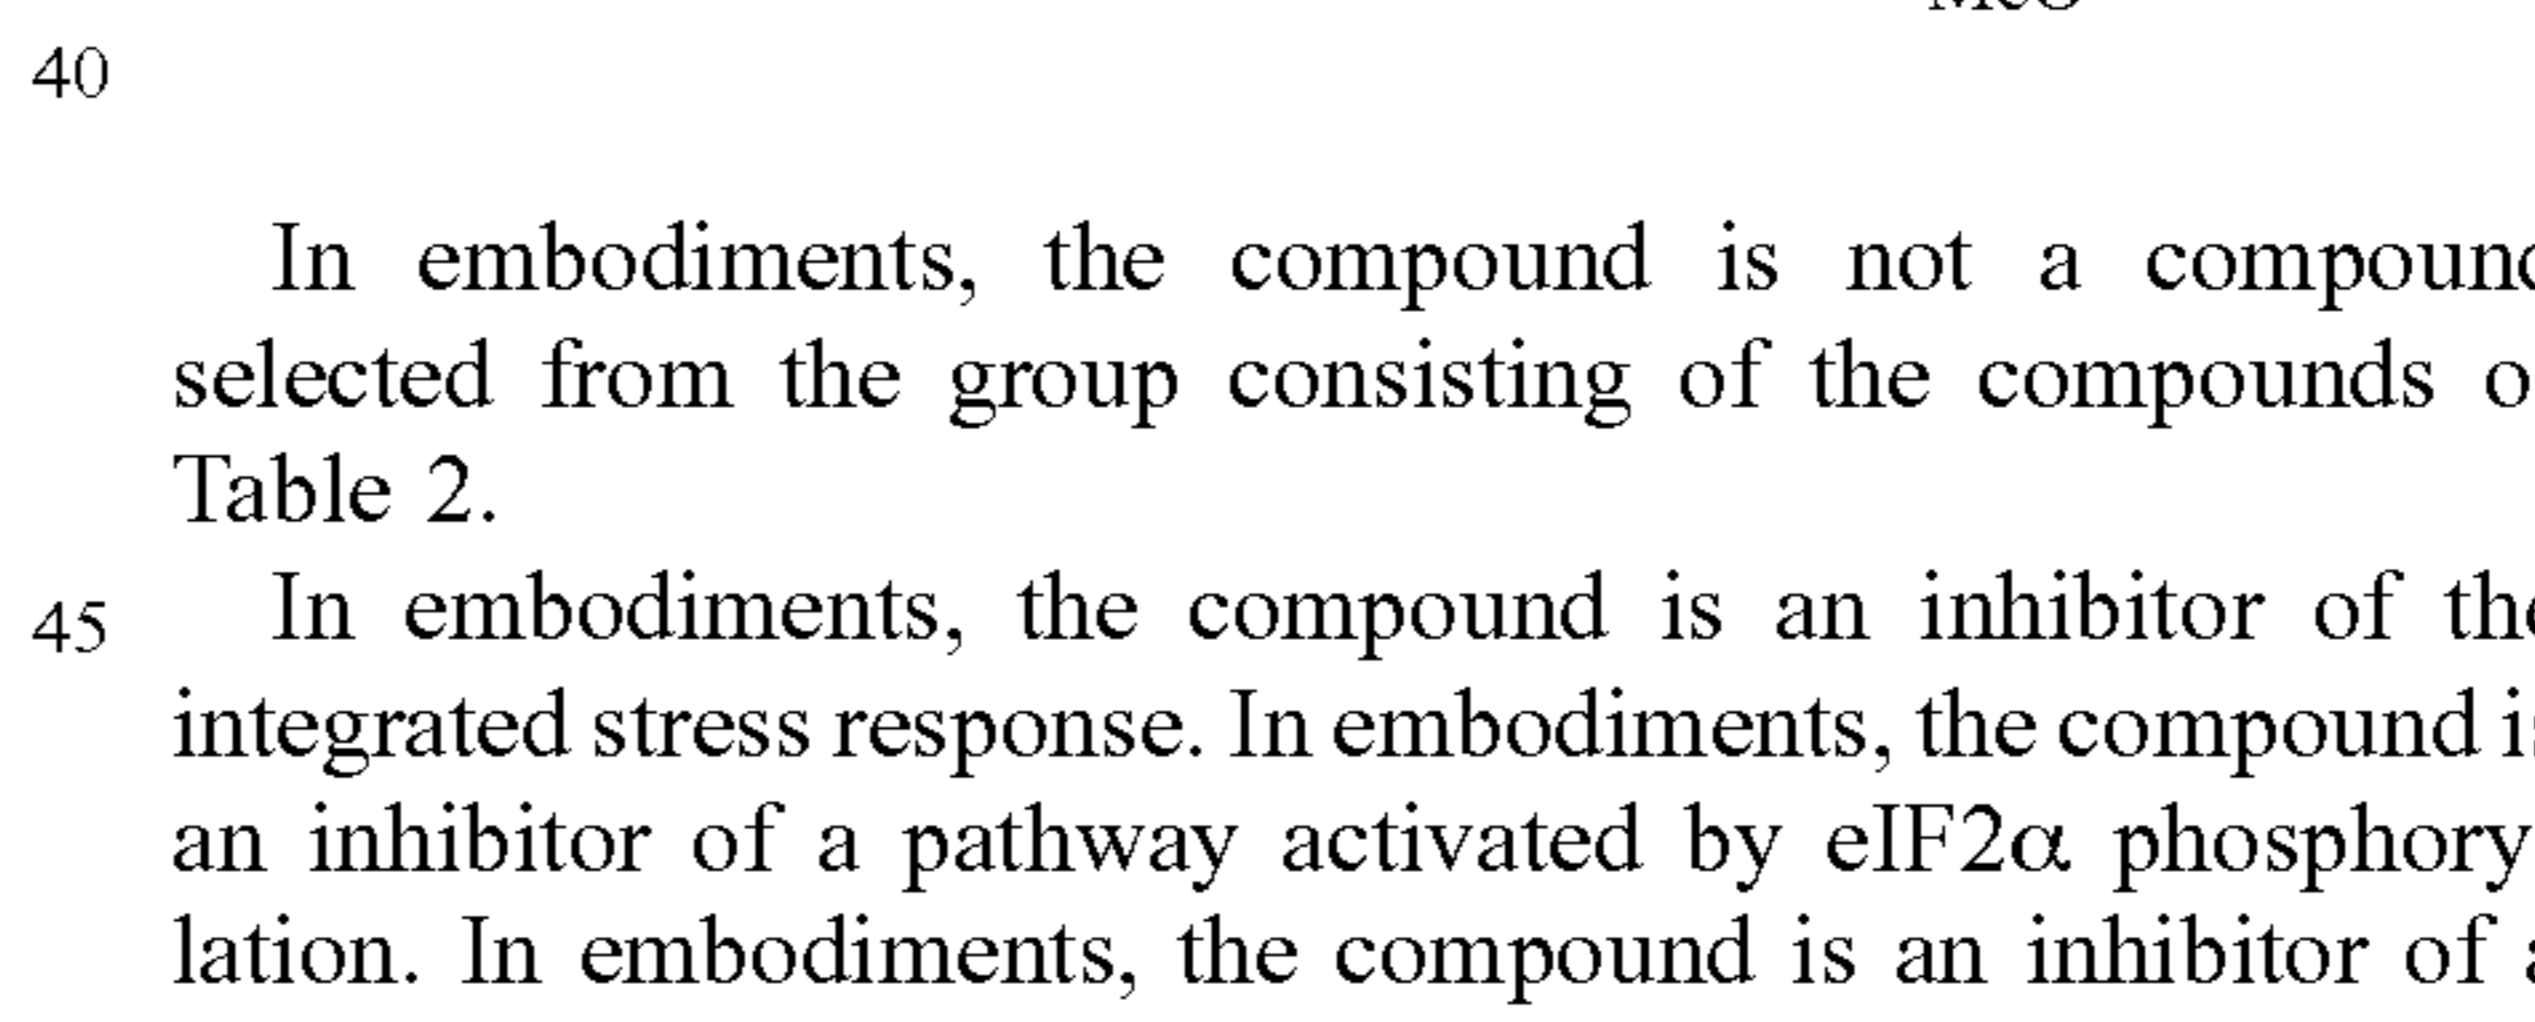 40
In embodiments, the compound is not a compound
selected from the group consisting of the compounds
Table 2.
45 In embodiments, the compound is an inhibitor of the
integrated stress response. In embodiments, the compound is
an inhibitor of a pathway activated by eIF2α phosphory
lation. In embodiments, the compound is an inhibitor of